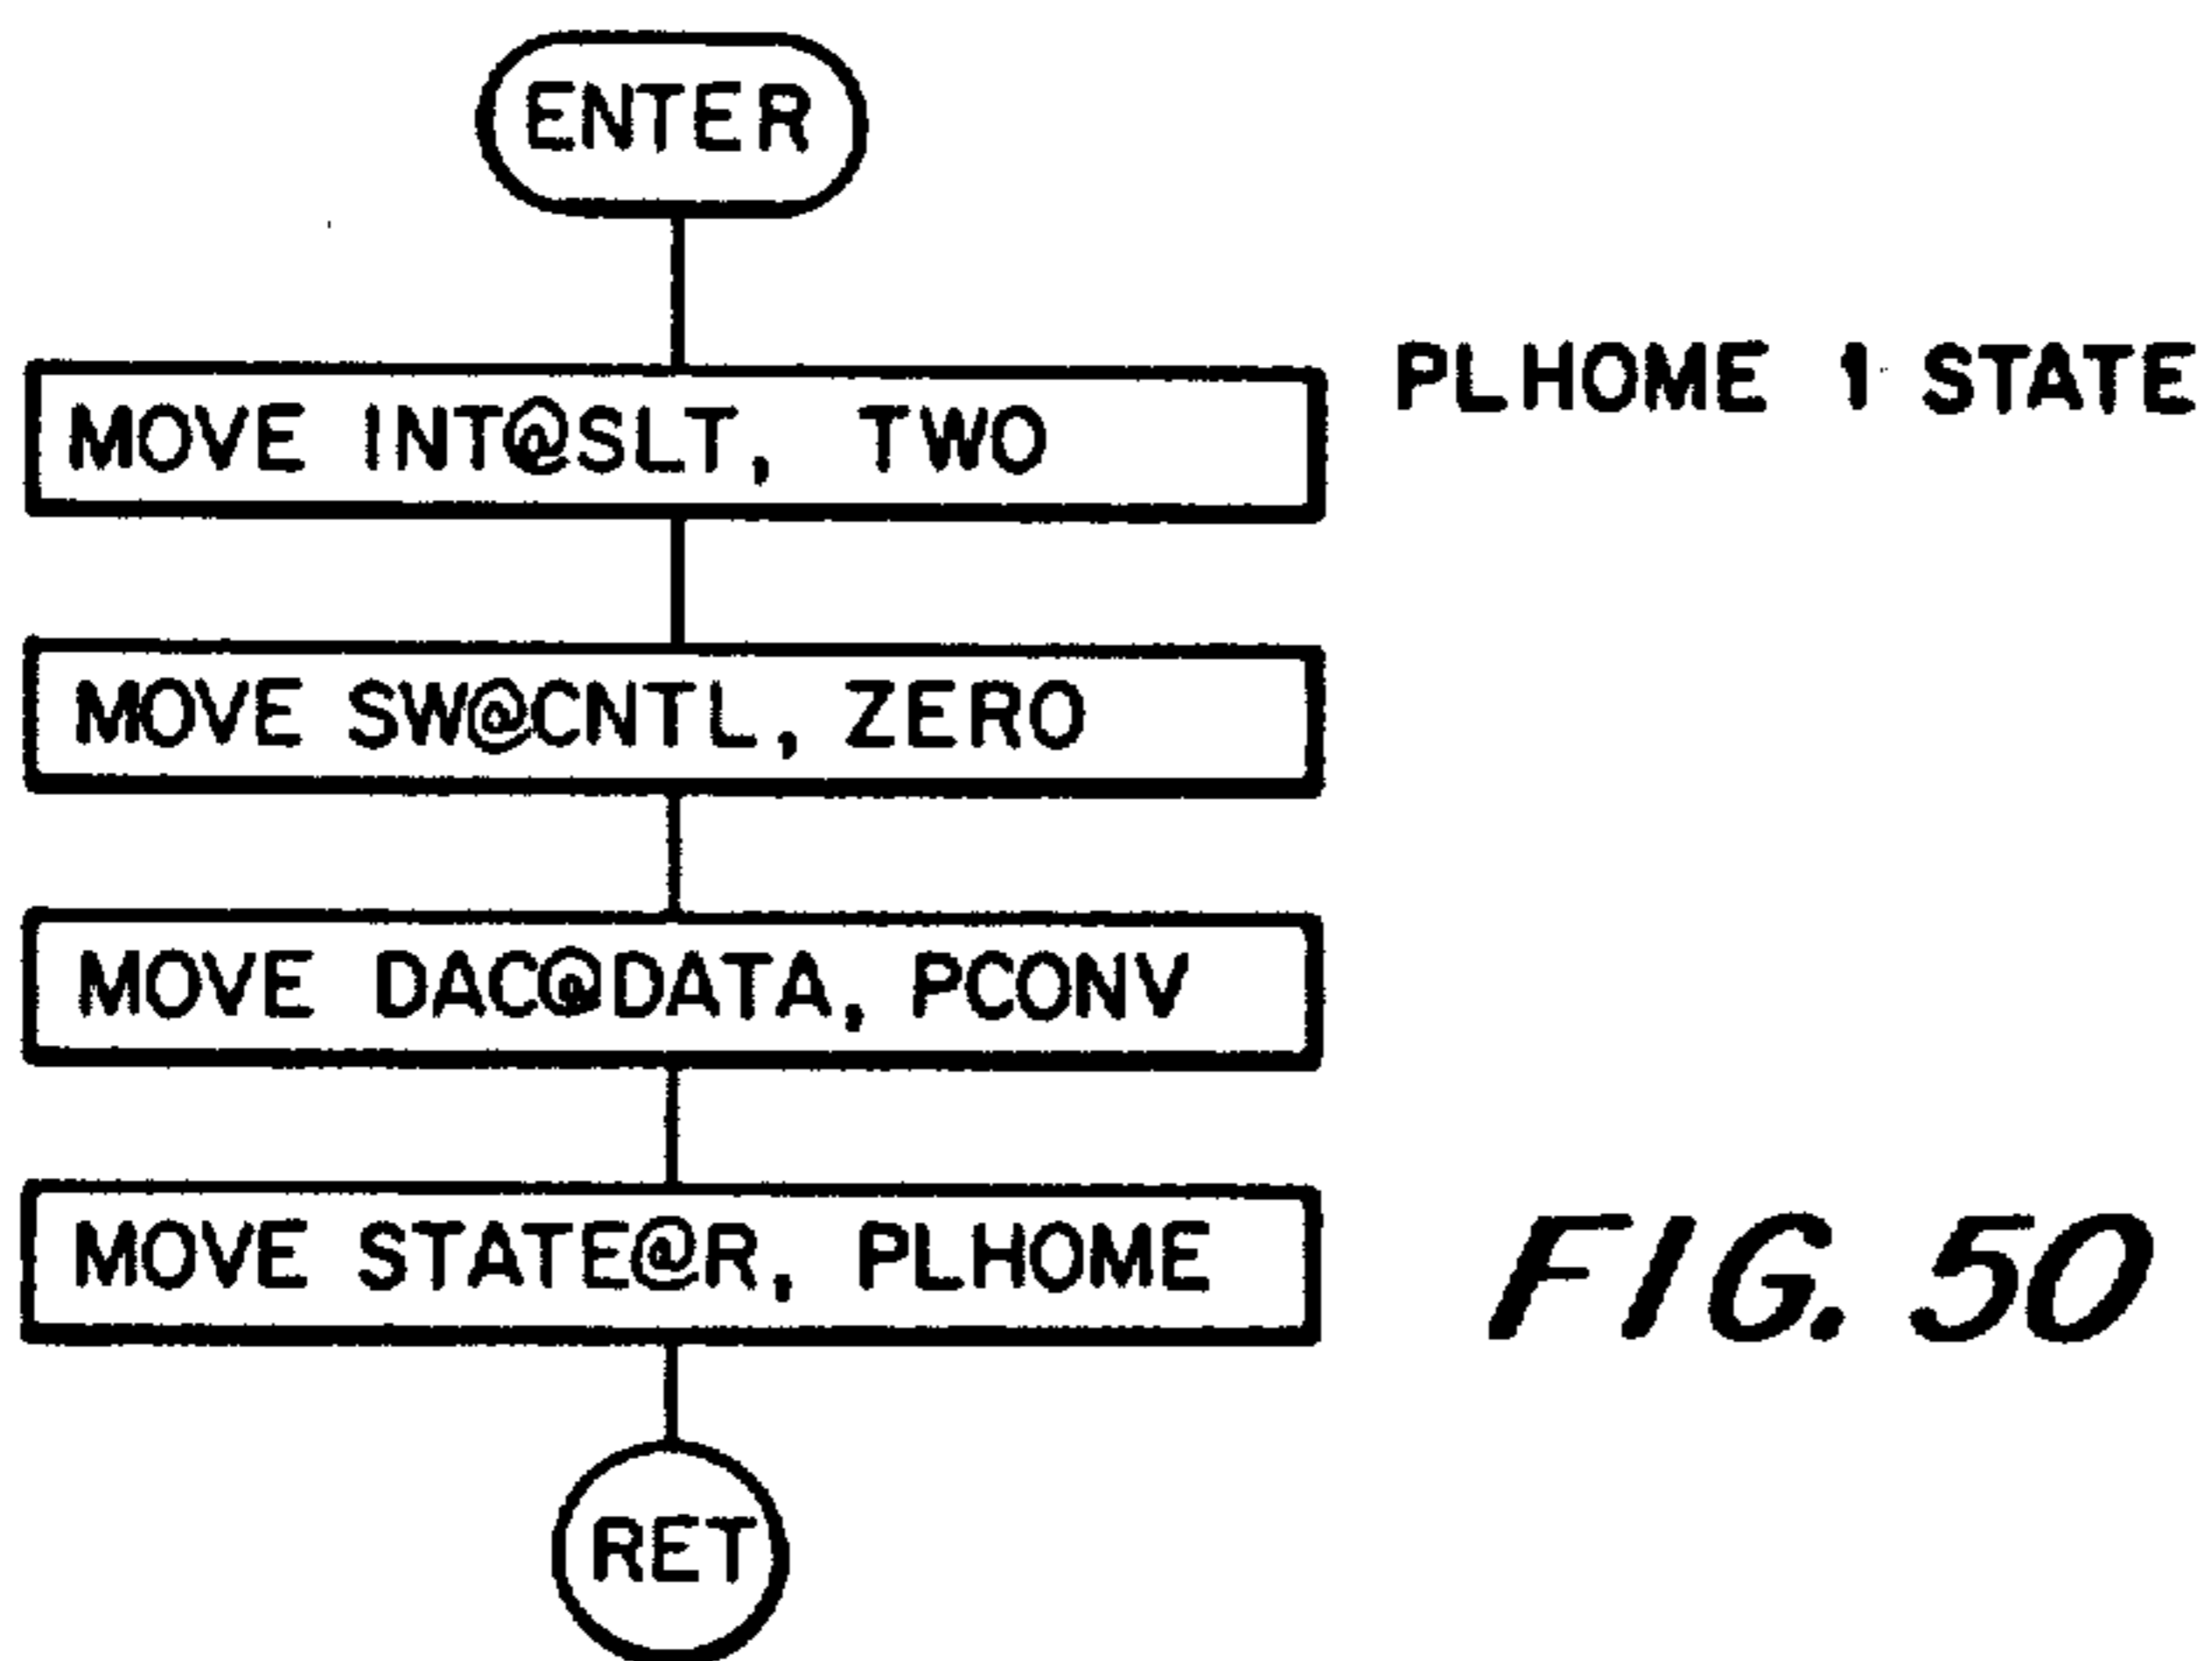 ENTER
PLHOME 1 STATE
MOVE INT@SLT, TWO
MOVE SW@CNTL, ZERO
MOVE DAC@DATA, PCONV
MOVE STATE@R, PLHOME
FIG. 50
RET